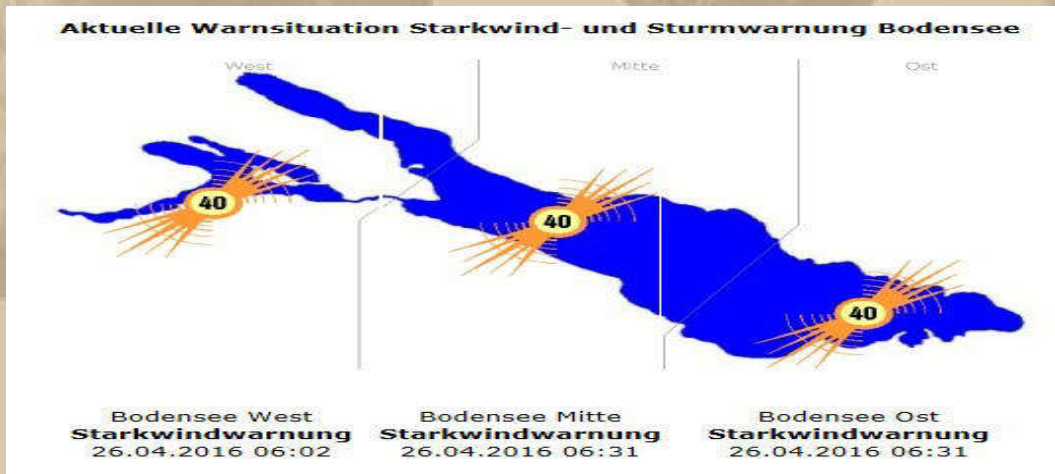 Aktuelle Warnsituation Starkwind- und Sturmwarnung Bodensee
West
Mitte
Ost
40
40
40
Bodensee West
Starkwindwarnung
26.04.2016 06:02
Bodensee Mitte
Starkwindwarnung
26.04.2016 06:31
Bodensee Ost
Starkwindwarnung
26.04.2016 06:31